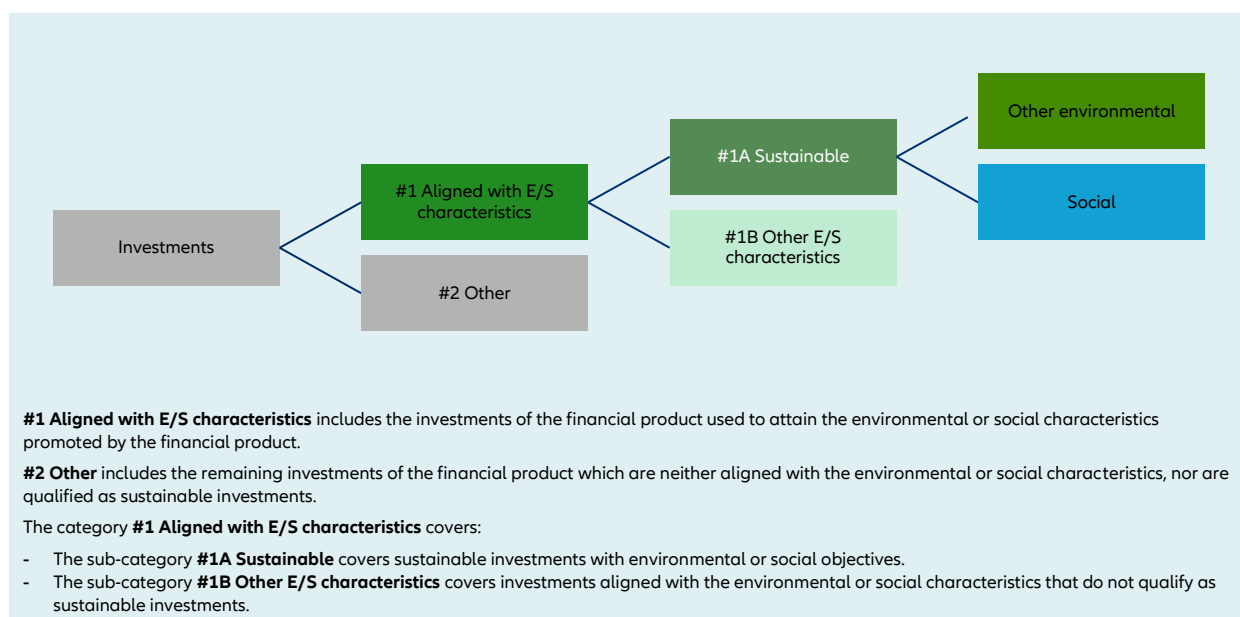 Other environmental
#1A Sustainable
#1 Aligned with E/S
characteristics
Social
Investments
#1B Other E/S
characteristics
#2 Other
#1 Aligned with E/S characteristics includes the investments of the financial product used to attain the environmental or social characteristics
promoted by the financial product.
#2 Other includes the remaining investments of the financial product which are neither aligned with the environmental or social characteristics, nor are
qualified as sustainable investments.
The category #1 Aligned with E/S characteristics covers:
- The sub-category #1A Sustainable covers sustainable investments with environmental or social objectives.
- The sub-category #1B Other E/S characteristics covers investments aligned with the environmental or social characteristics that do not qualify as
sustainable investments.